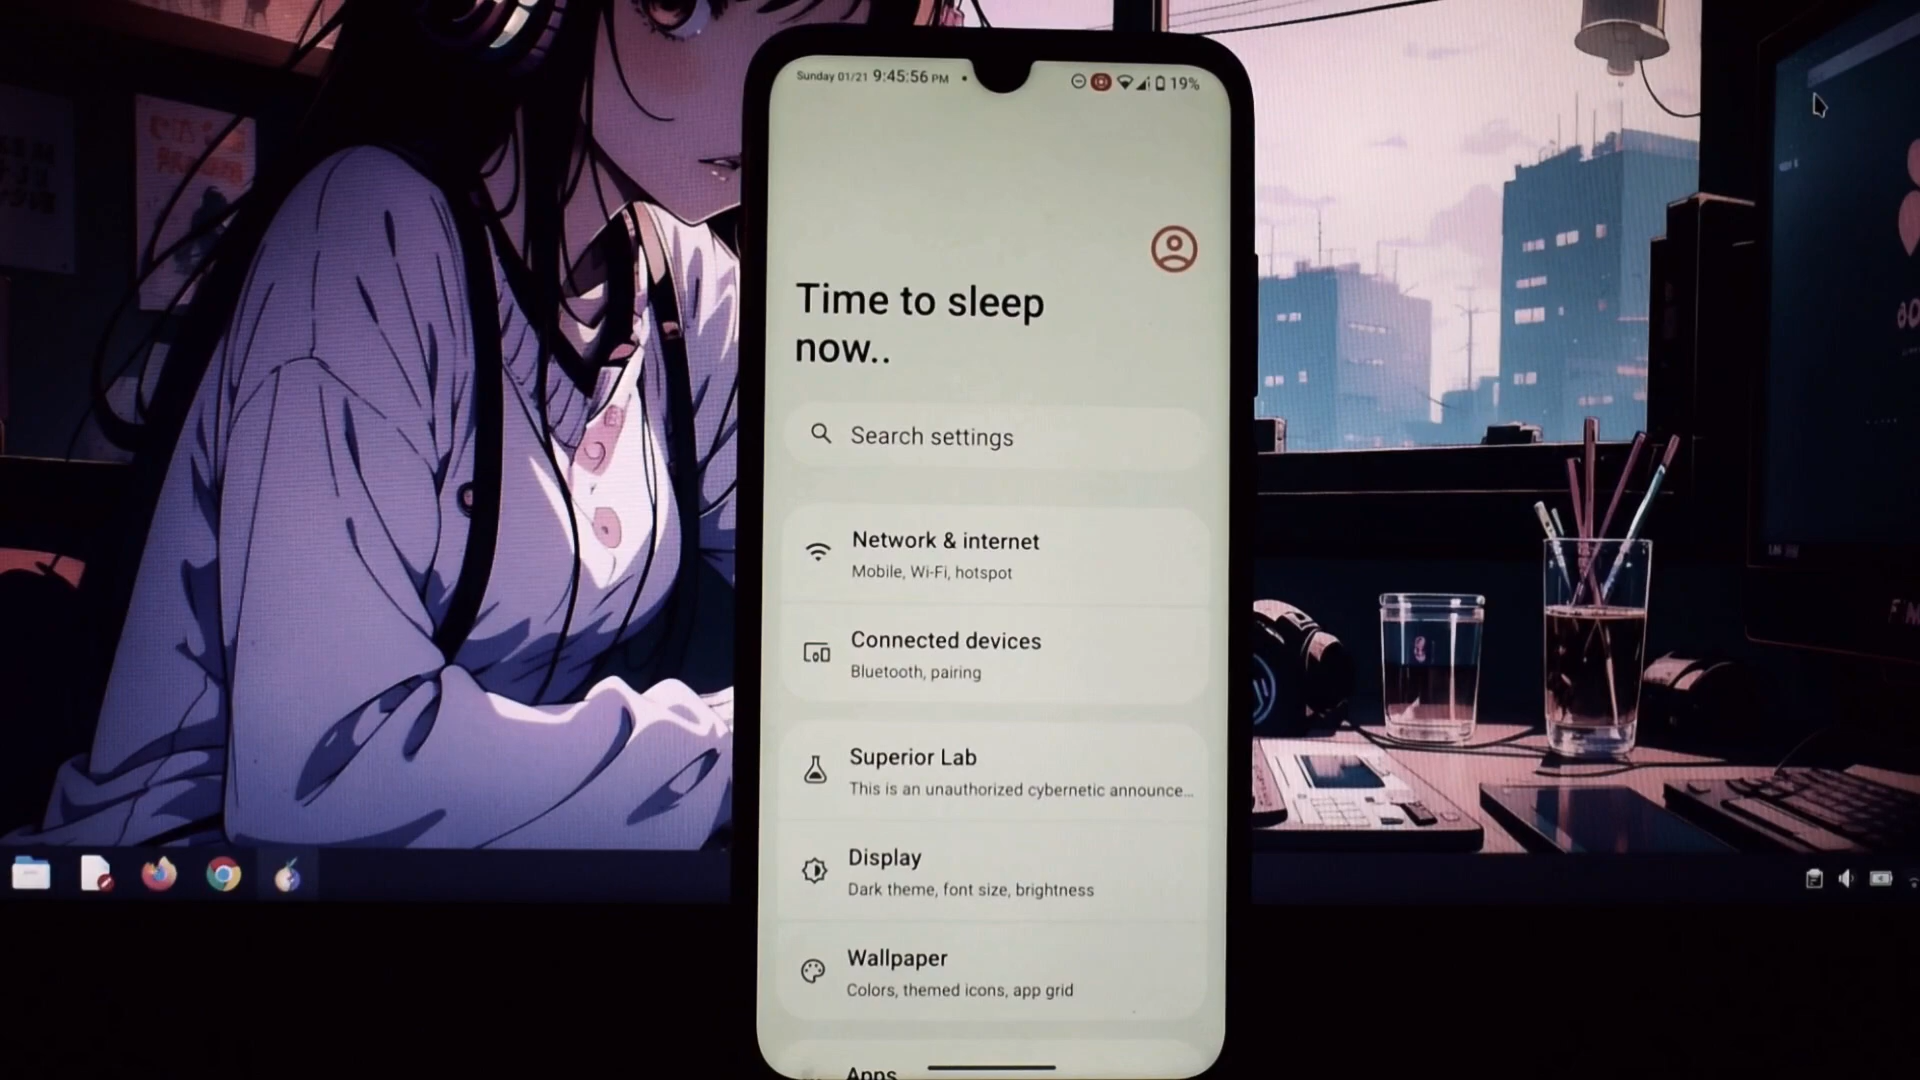 Sunday 01/21 9:45:56 PM
19%
Time to sleep
now..
Search settings
Network & internet
Mobile, Wi-Fi, hotspot
Connected devices
Bluetooth, pairing
Superior Lab
This is an unauthorized cybernetic announce...
Display
Dark theme, font size, brightness
Wallpaper
Colors, themed icons, app grid
Apps